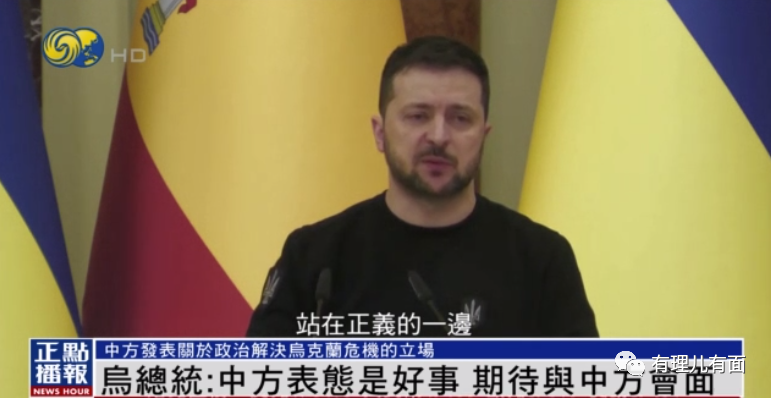 HD
站在正義的一邊
正點
播報
NEWS HOUR
中方發表關於政治解決烏克蘭危機的立場
烏總統:中方表態是好事 期待與中方會面
有理儿有面